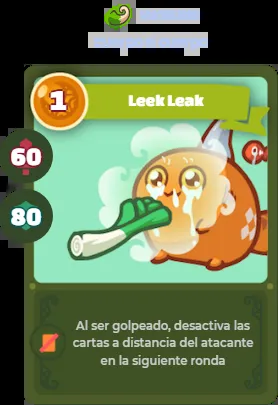 1
Leek Leak
60
80
Al ser golpeado, desactiva las
cartas a distancia del atacante
en la siguiente ronda